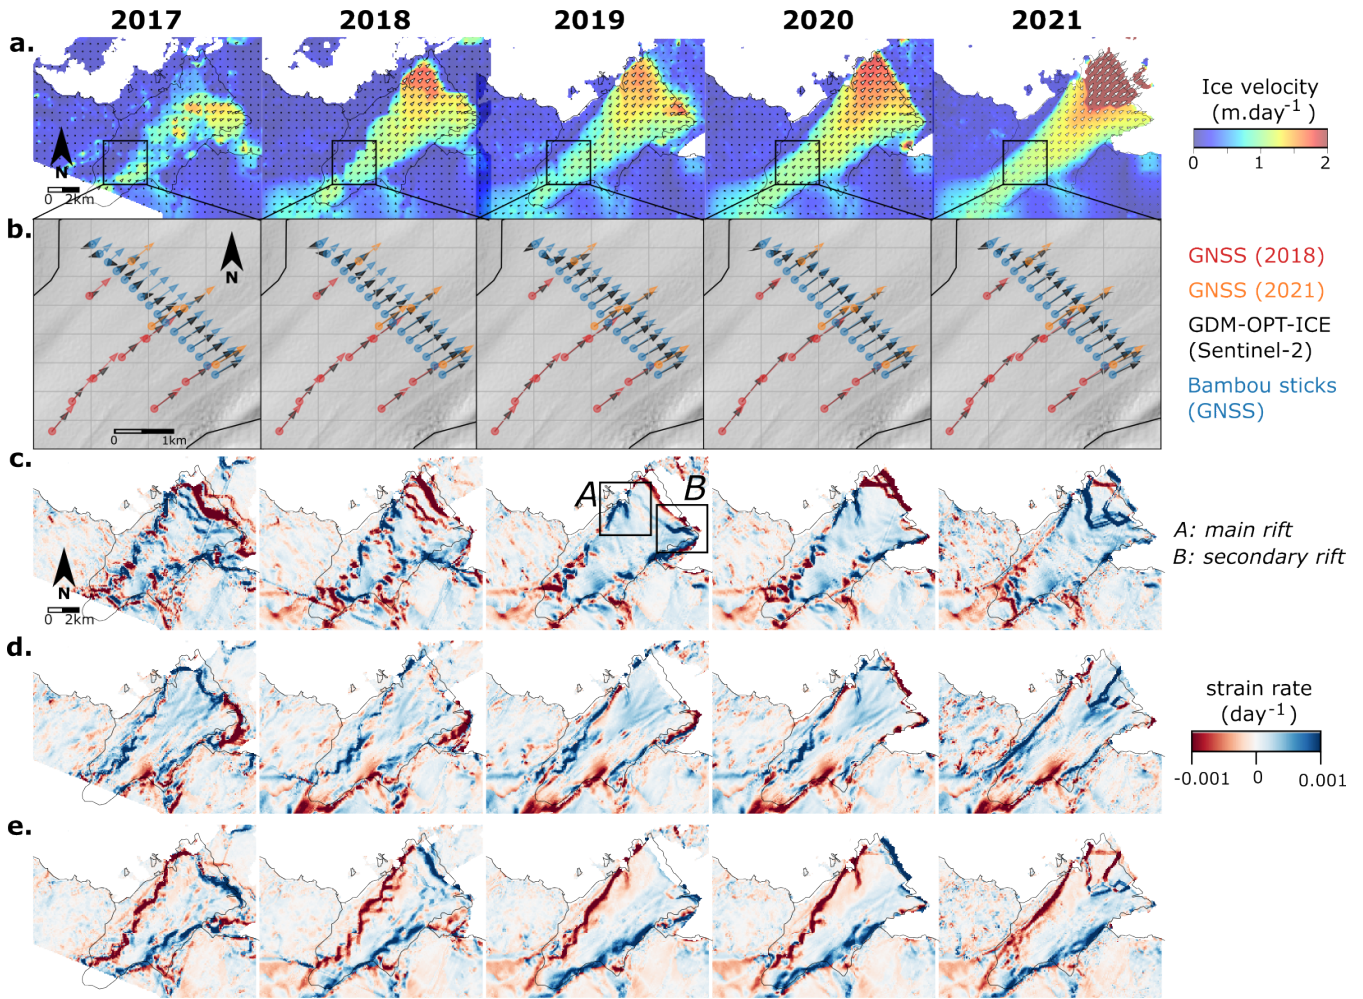 2017 2018 2019 2020 2021
a.
Ice velocity
(m.day-1)
0 1 2
N
0 2km
b.
N
0 1km
GNSS (2018)
GNSS (2021)
GDM-OPT-ICE
(Sentinel-2)
Bambou sticks
(GNSS)
c.
A
B
A: main rift
B: secondary rift
N
0 2km
d.
strain rate
(day-1)
-0.001 0 0.001
e.